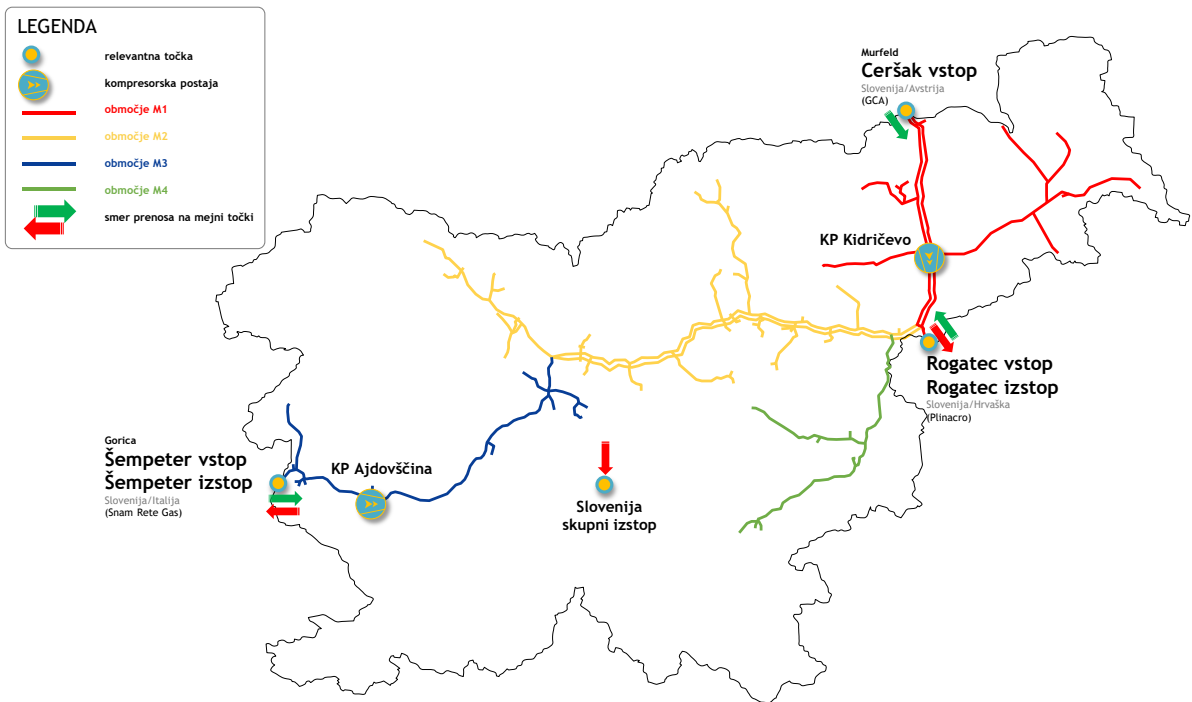 LEGENDA
relevantna točka
kompresorska postaja
območje M1
območje M2
območje M3
območje M4
smer prenosa na mejni točki
Murfeld
Ceršak vstop
Slovenija/Avstrija
(GCA)
KP Kidričevo
Rogatec vstop
Rogatec izstop
Slovenija/Hrvaška
(Plinacro)
Gorica
Šempeter vstop
Šempeter izstop
Slovenija/Italija
(Snam Rete Gas)
KP Ajdovščina
Slovenija
skupni izstop